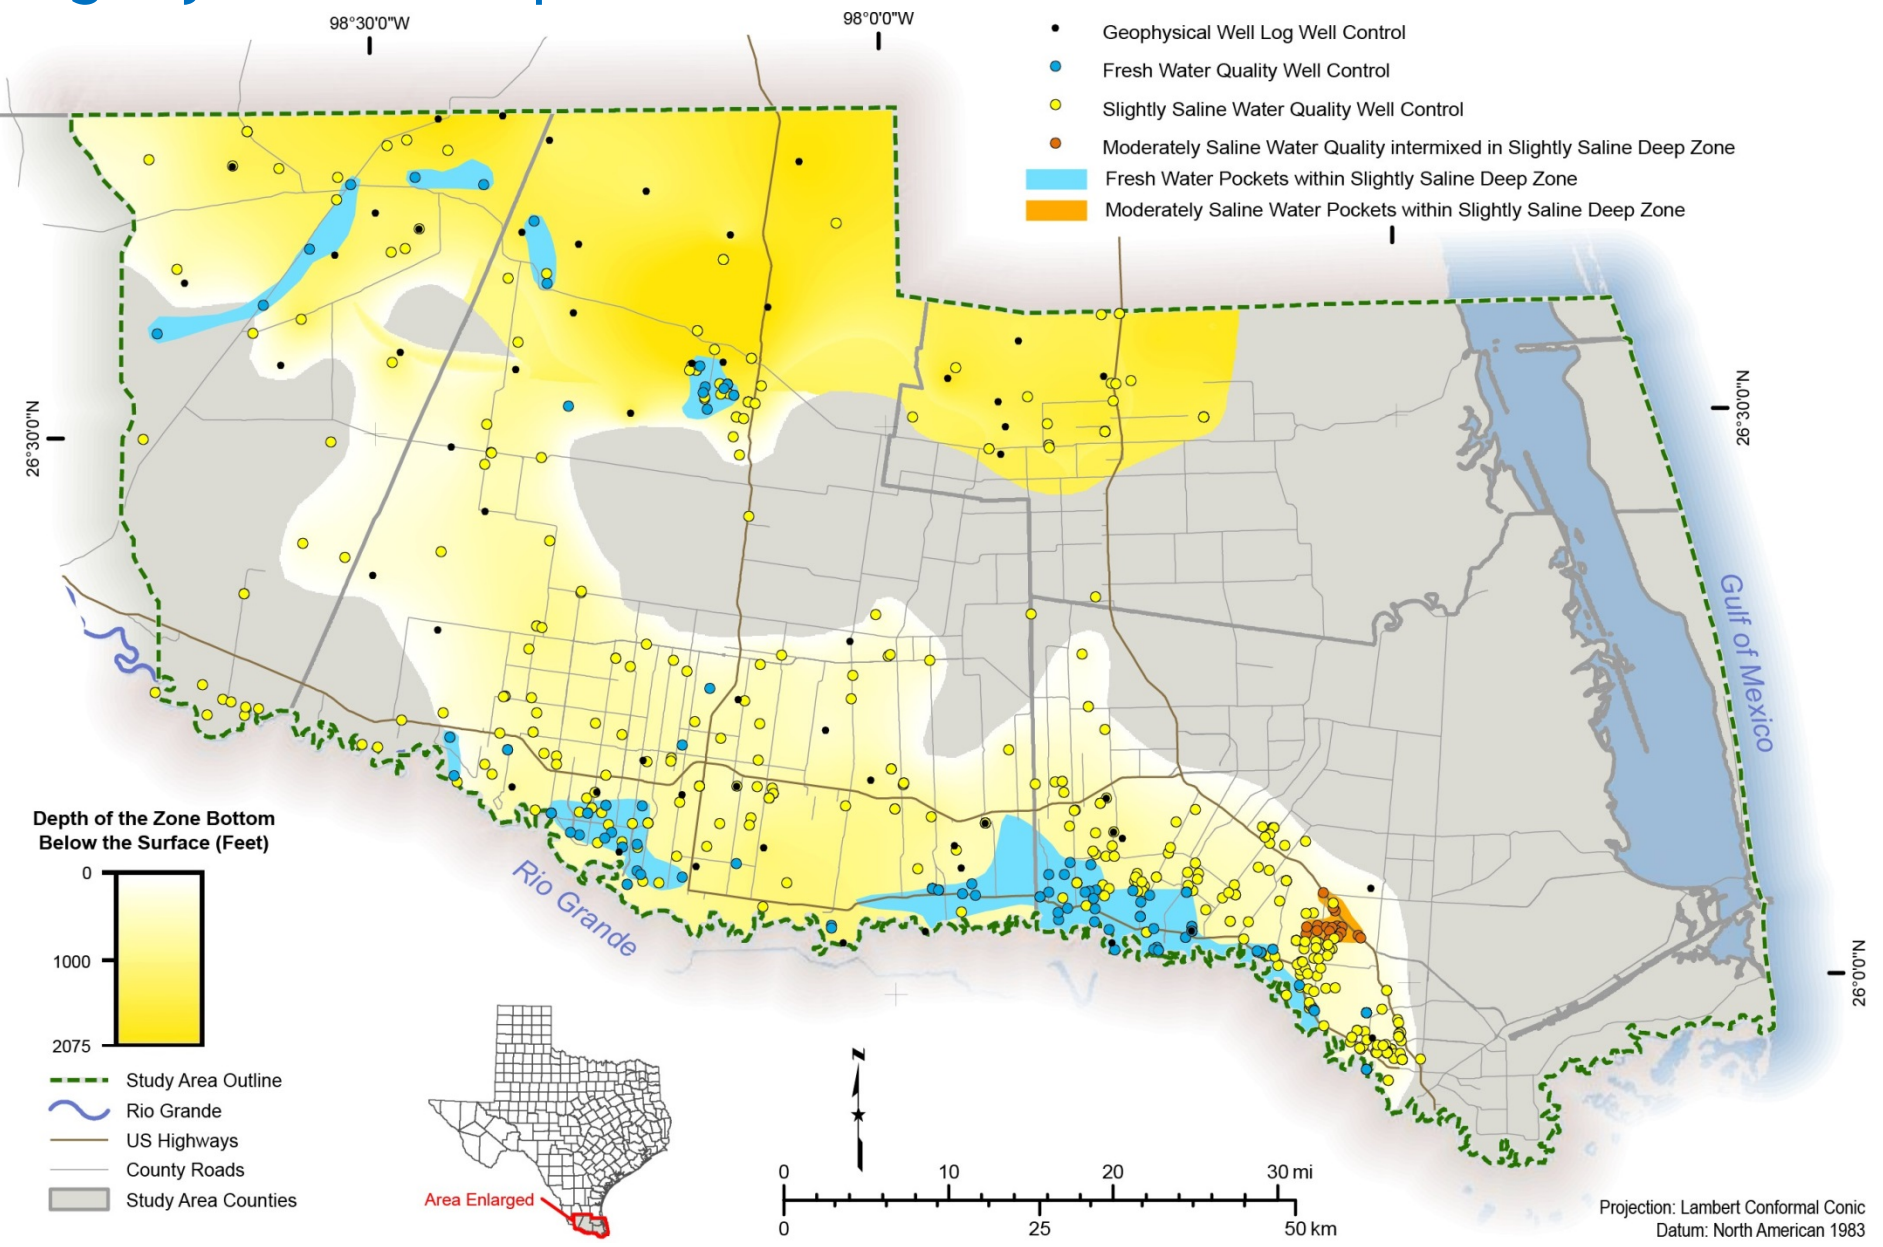 98°30'0"W
98°0'0"W
Geophysical Well Log Well Control
Fresh Water Quality Well Control
Slightly Saline Water Quality Well Control
Moderately Saline Water Quality intermixed in Slightly Saline Deep Zone
Fresh Water Pockets within Slightly Saline Deep Zone
Moderately Saline Water Pockets within Slightly Saline Deep Zone
26°30'0"N
26°30'0"N
Gulf of Mexico
Depth of the Zone Bottom
Below the Surface (Feet)
0
1000
2075
Rio Grande
26°0'0"N
Study Area Outline
Rio Grande
US Highways
County Roads
Study Area Counties
Area Enlarged
N
0
10
20
30 mi
0
25
50 km
Projection: Lambert Conformal Conic
Datum: North American 1983